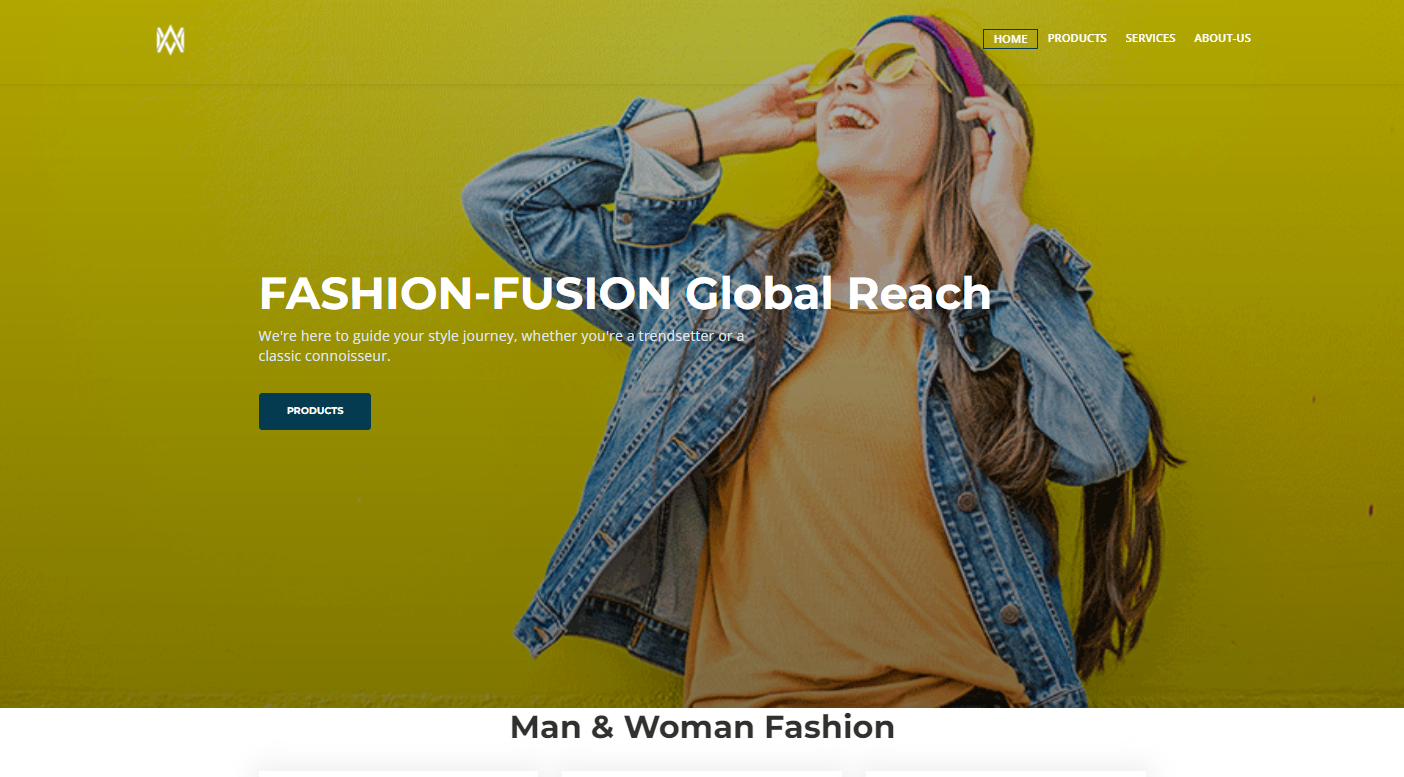 HOME PRODUCTS SERVICES ABOUT-US
FASHION-FUSION Global Reach
We're here to guide your style journey, whether you're a trendsetter or a
classic connoisseur.
PRODUCTS
Man & Woman Fashion